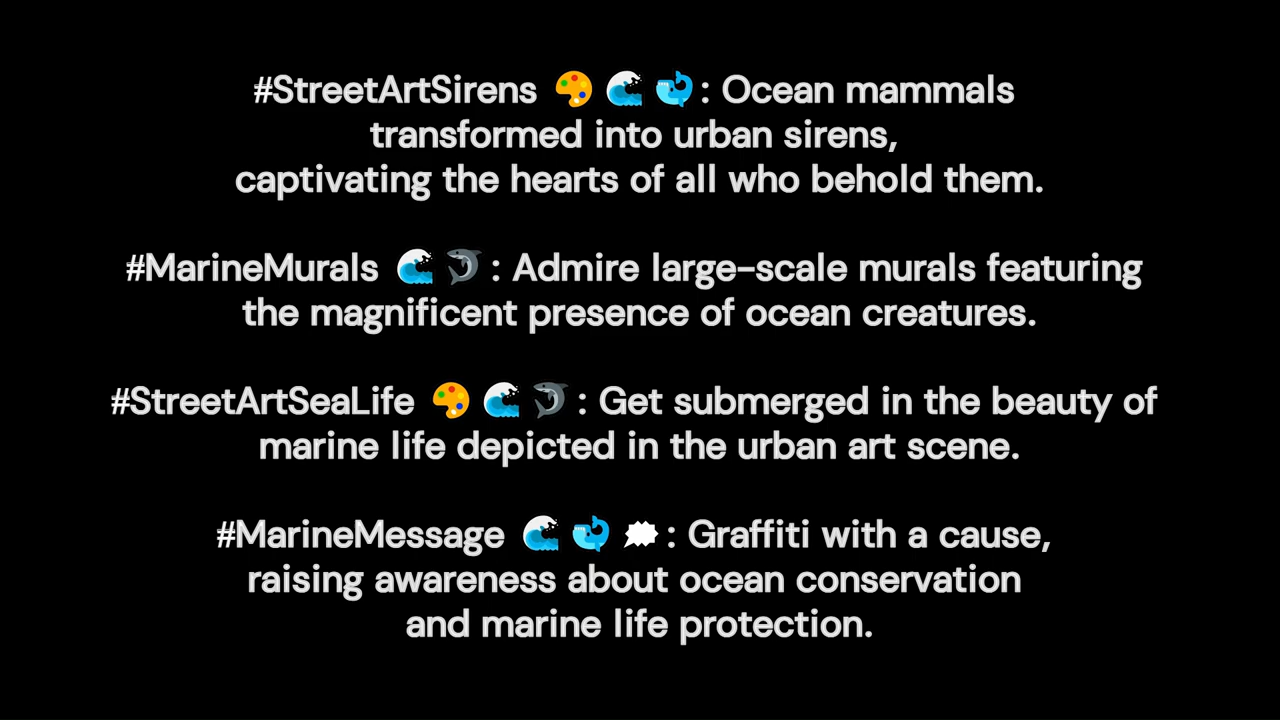 #StreetArtSirens 🎨 🌊 🐳 : Ocean mammals
transformed into urban sirens,
captivating the hearts of all who behold them.
#MarineMurals 🌊 🦈 : Admire large-scale murals featuring
the magnificent presence of ocean creatures.
#StreetArtSeaLife 🎨 🌊 🦈 : Get submerged in the beauty of
marine life depicted in the urban art scene.
#MarineMessage 🌊 🐳 🗯 : Graffiti with a cause,
raising awareness about ocean conservation
and marine life protection.